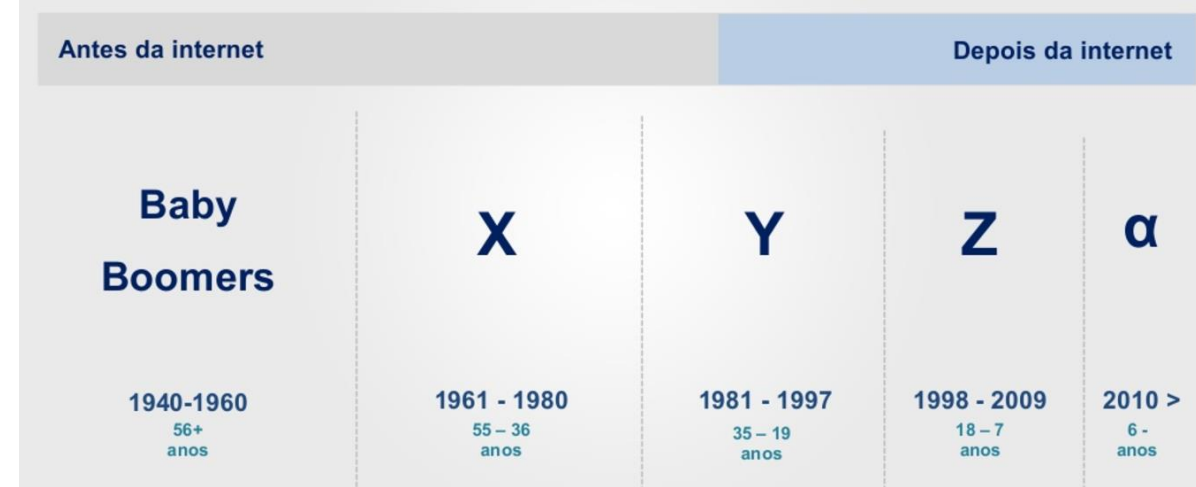 Antes da internet
Depois da internet
Baby
Boomers
X
Y
Z
α
1940-1960
56+
anos
1961 - 1980
55 – 36
anos
1981 - 1997
35 – 19
anos
1998 - 2009
18 – 7
anos
2010 >
6 -
anos